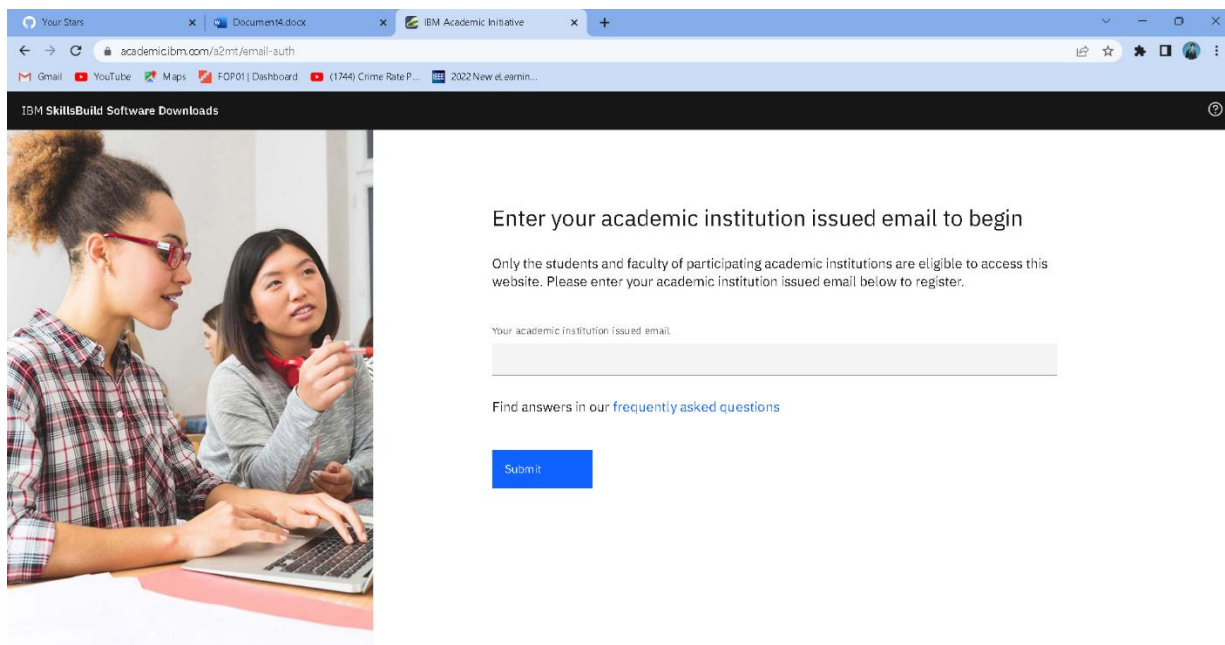 Your Stars
Document4.docx
IBM Academic Initiative
academic.ibm.com/a2mt/email-auth
Gmail YouTube Maps FOP01 | Dashboard (1744) Crime Rate P... IEEE 2022 New eLearnin...
IBM SkillsBuild Software Downloads
Enter your academic institution issued email to begin
Only the students and faculty of participating academic institutions are eligible to access this
website. Please enter your academic institution issued email below to register.
Your academic institution issued email
Find answers in our frequently asked questions
Submit